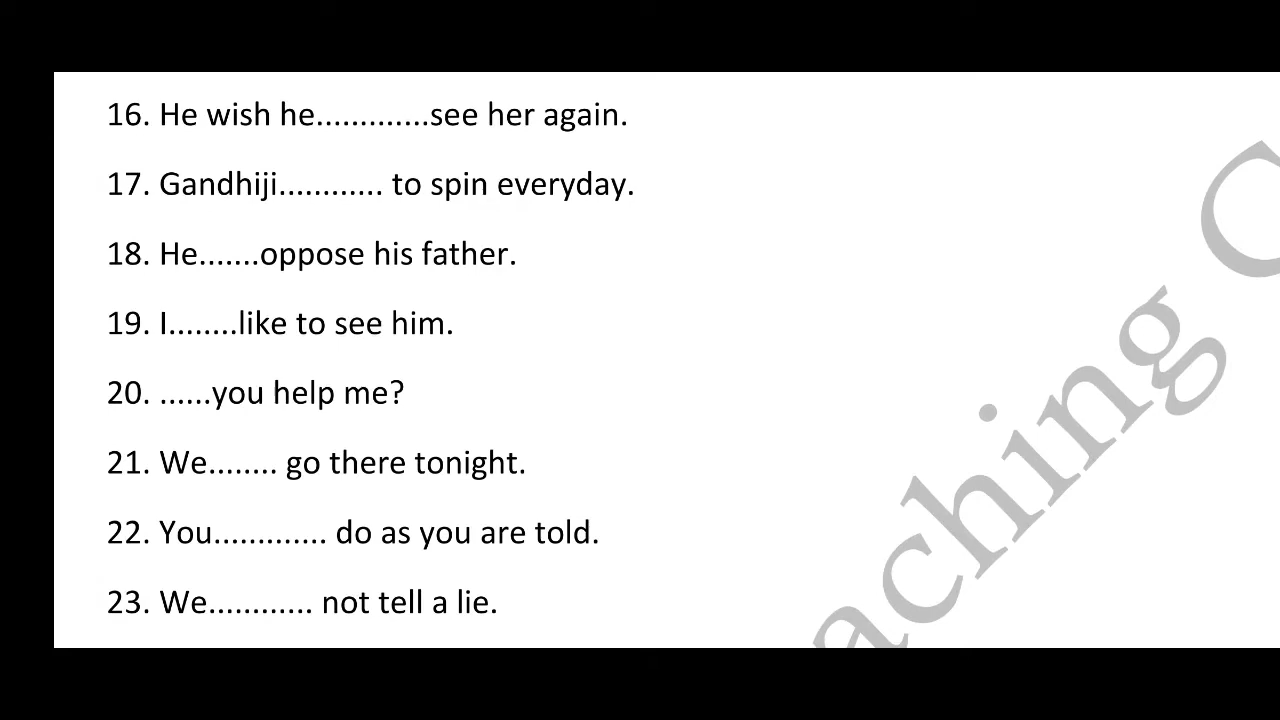 16. He wish he.............see her again.
17. Gandhiji............ to spin everyday.
18. He.......oppose his father.
19. I........like to see him.
20. ......you help me?
21. We........ go there tonight.
22. You............. do as you are told.
23. We............ not tell a lie.
aching C